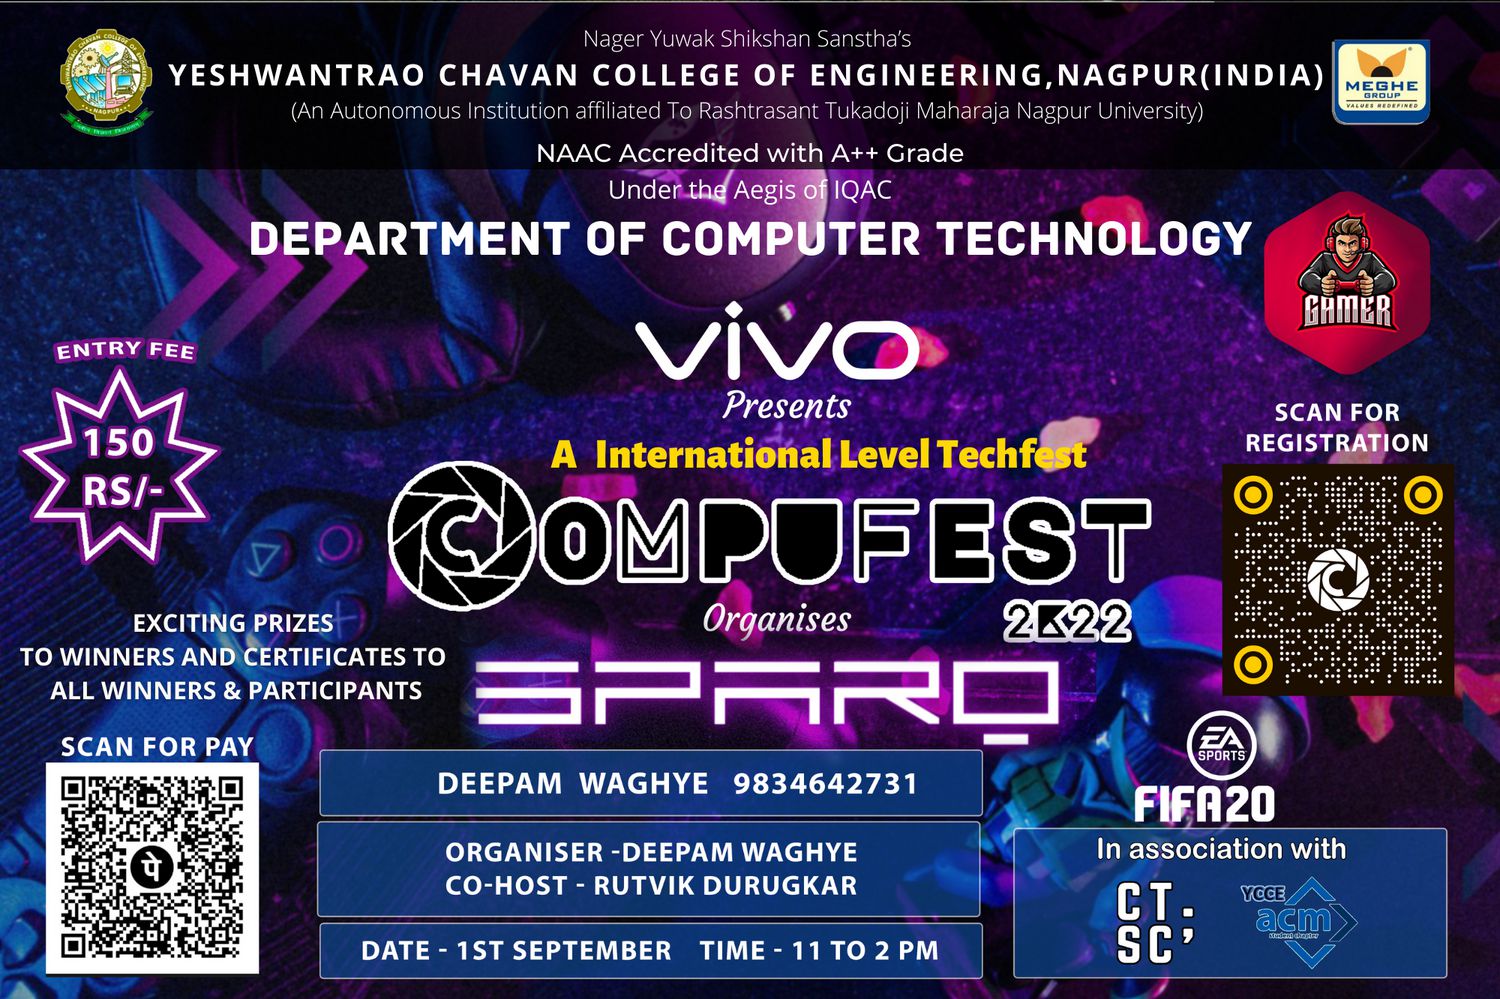 Nager Yuwak Shikshan Sanstha's
YESHWANTRAO CHAVAN COLLEGE OF ENGINEERING,NAGPUR(INDIA)
(An Autonomous Institution affiliated To Rashtrasant Tukadoji Maharaja Nagpur University)
NAAC Accredited with A++ Grade
MEGHE
GROUP
VALUES REDEFINED
Under the Aegis of IQAC
DEPARTMENT OF COMPUTER TECHNOLOGY
GAMER
vivo
Presents
ENTRY FEE
150
RS/-
A International Level Techfest
COMPUFEST
2K22
Organises
SPARQ
SCAN FOR
REGISTRATION
EXCITING PRIZES
TO WINNERS AND CERTIFICATES TO
ALL WINNERS & PARTICIPANTS
SCAN FOR PAY
पे
DEEPAM WAGHYE 9834642731
ORGANISER -DEEPAM WAGHYE
CO-HOST - RUTVIK DURUGKAR
DATE - 1ST SEPTEMBER TIME - 11 TO 2 PM
EA
SPORTS
FIFA20
In association with
CT.
SC'
YCCE
acm
student chapter